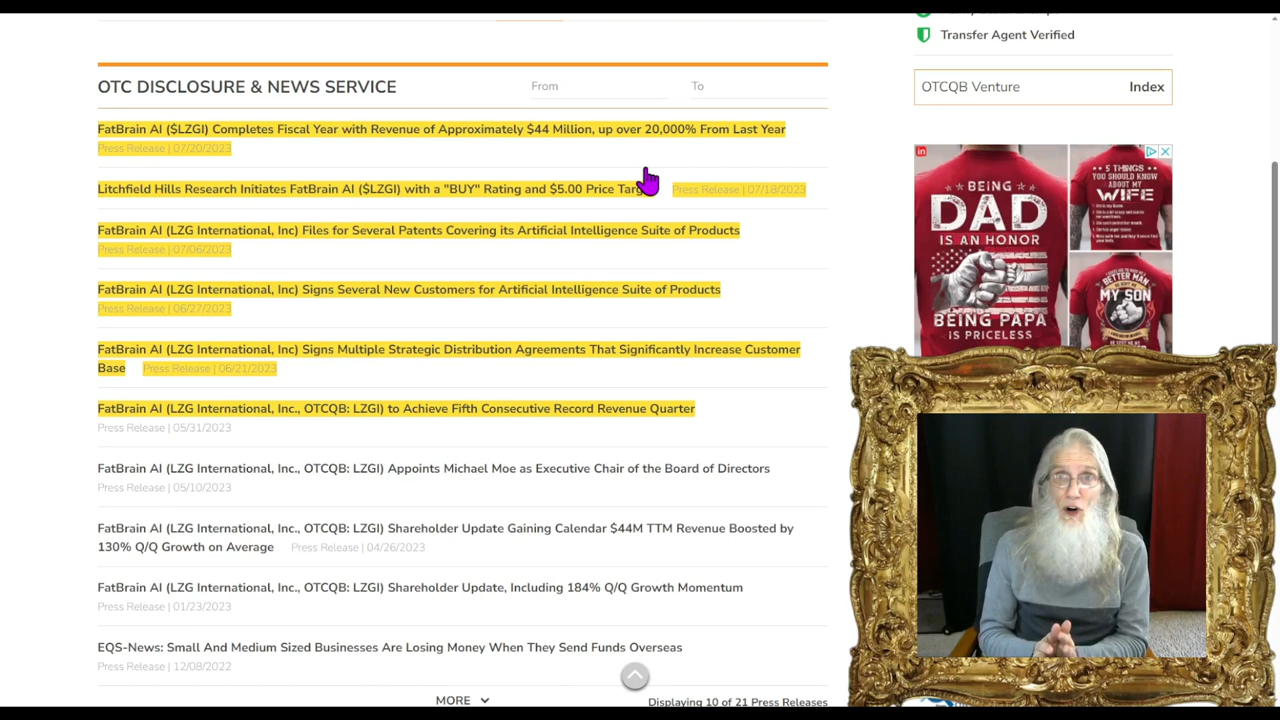 Transfer Agent Verified
OTC DISCLOSURE & NEWS SERVICE
From
To
OTCQB Venture
Index
FatBrain AI ($LZGI) Completes Fiscal Year with Revenue of Approximately $44 Million, up over 20,000% From Last Year
Press Release | 07/20/2023
Litchfield Hills Research Initiates FatBrain AI ($LZGI) with a "BUY" Rating and $5.00 Price
Press Release | 07/18/2023
FatBrain AI (LZG International, Inc) Files for Several Patents Covering its Artificial Intelligence Suite of Products
Press Release | 07/06/2023
FatBrain AI (LZG International, Inc) Signs Several New Customers for Artificial Intelligence Suite of Products
Press Release | 06/27/2023
FatBrain AI (LZG International, Inc) Signs Multiple Strategic Distribution Agreements That Significantly Increase Customer
Base
Press Release | 06/21/2023
FatBrain AI (LZG International, Inc., OTCQB: LZGI) to Achieve Fifth Consecutive Record Revenue Quarter
Press Release | 05/31/2023
FatBrain AI (LZG International, Inc., OTCQB: LZGI) Appoints Michael Moe as Executive Chair of the Board of Directors
Press Release | 05/10/2023
FatBrain AI (LZG International, Inc., OTCQB: LZGI) Shareholder Update Gaining Calendar $44M TTM Revenue Boosted by
130% Q/Q Growth on Average
Press Release | 04/26/2023
FatBrain AI (LZG International, Inc., OTCQB: LZGI) Shareholder Update, Including 184% Q/Q Growth Momentum
Press Release | 01/23/2023
EQS-News: Small And Medium Sized Businesses Are Losing Money When They Send Funds Overseas
Press Release | 12/08/2022
MORE
Displaying 10 of 21 Press Releases
BEING
DAD
IS AN HONOR
BEING PAPA
IS PRICELESS
5 THINGS
YOU SHOULD KNOW
ABOUT MY
WIFE
BETTER MAN
MY SON